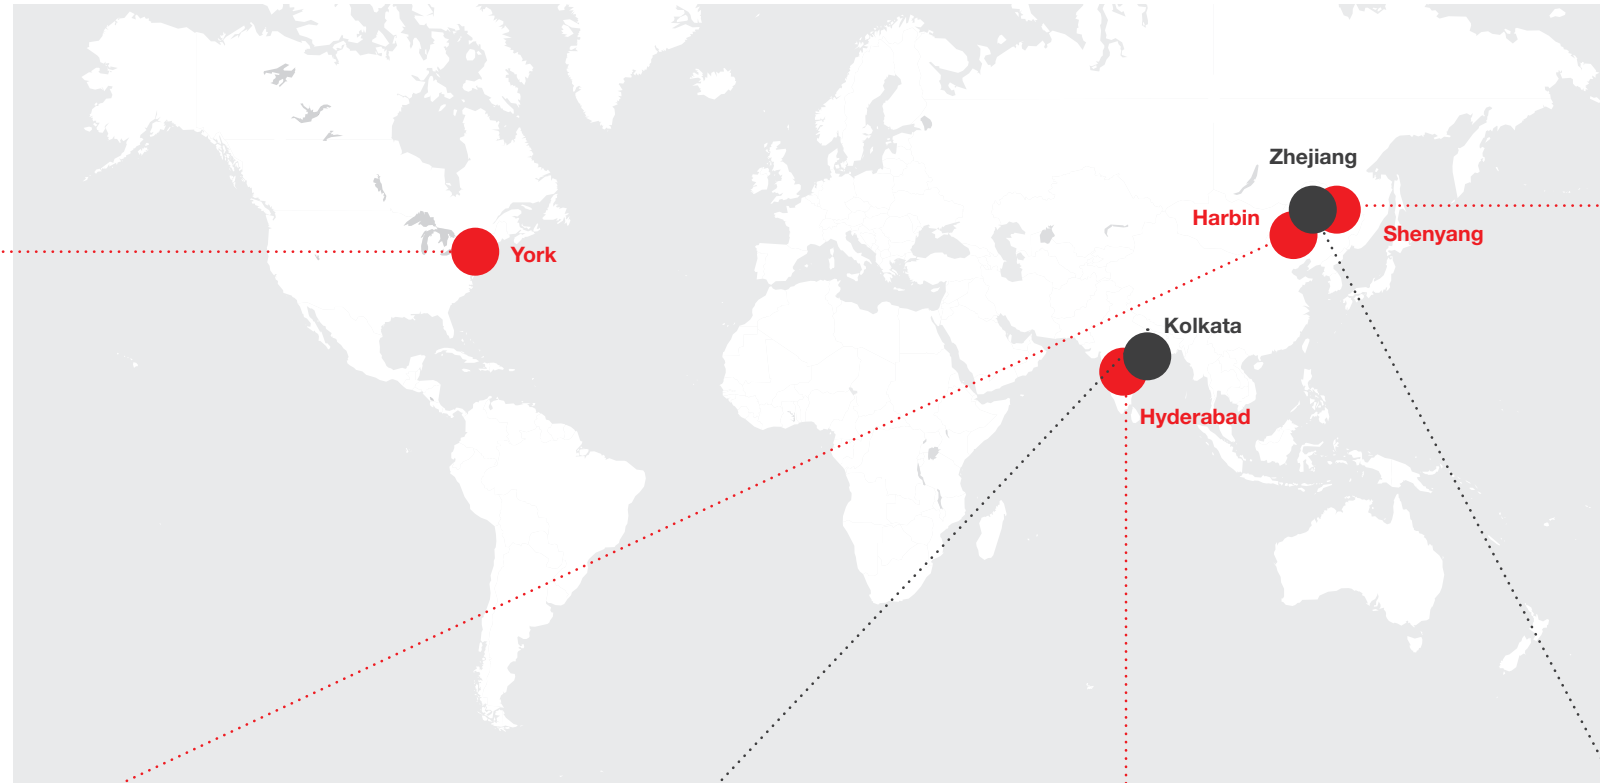 Zhejiang
Harbin
Shenyang
York
Kolkata
Hyderabad